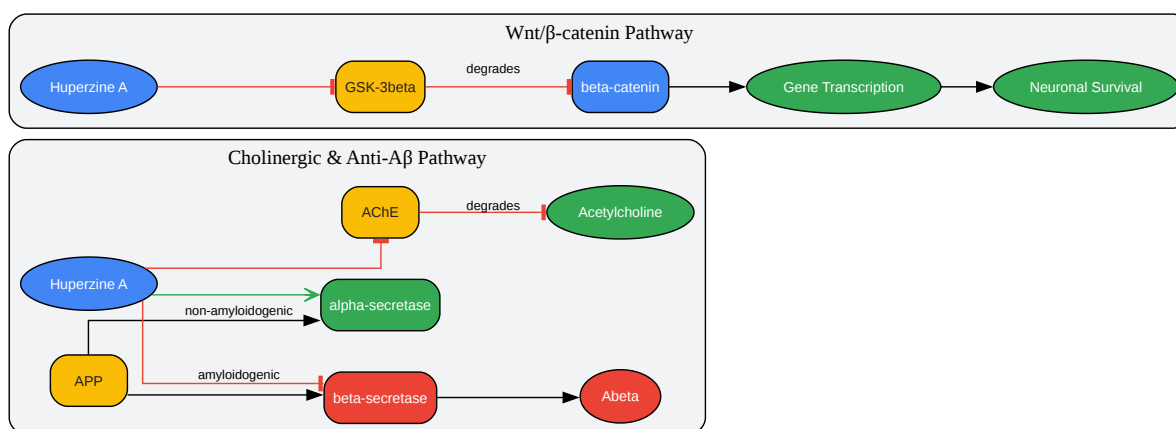 Wnt/β-catenin Pathway
Huperzine A
GSK-3beta
degrades
beta-catenin
Gene Transcription
Neuronal Survival
Cholinergic & Anti-Aβ Pathway
AChE
degrades
Acetylcholine
Huperzine A
alpha-secretase
non-amyloidogenic
APP
amyloidogenic
beta-secretase
Abeta